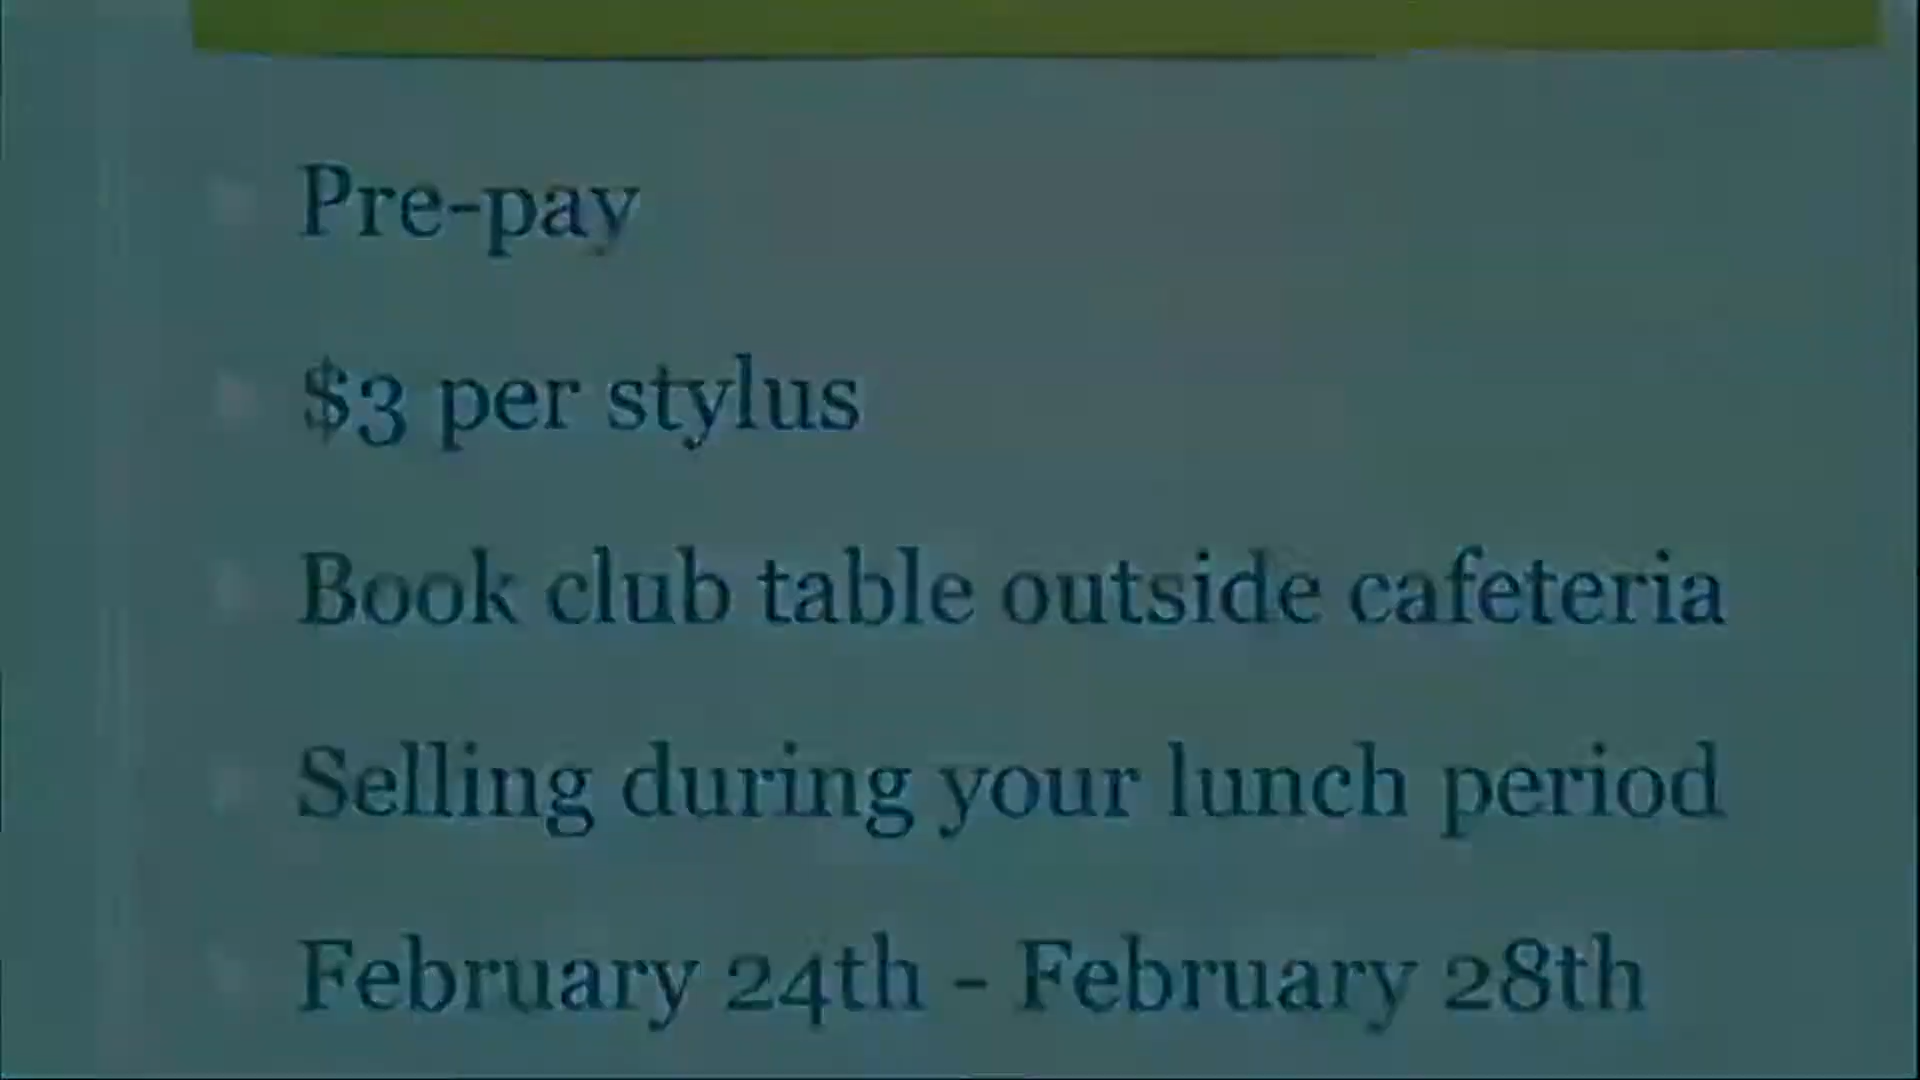 Pre-pay
$3 per stylus
Book club table outside cafeteria
Selling during your lunch period
February 24th - February 28th